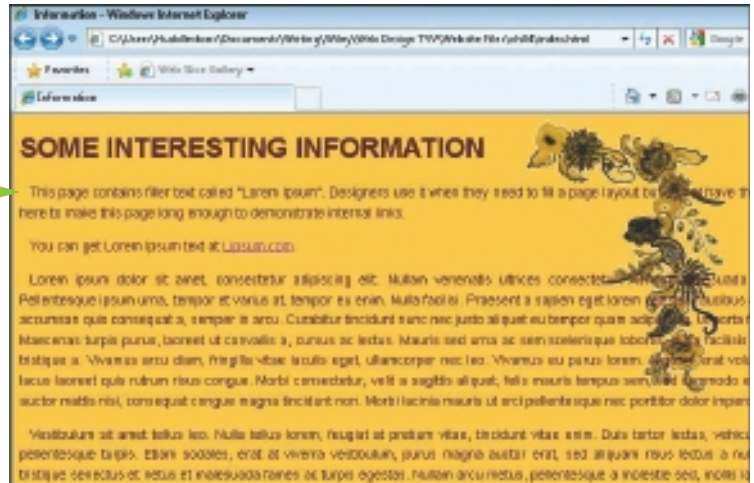 Information - Windows Internet Explorer
Favorites Web Slice Gallery
Information
SOME INTERESTING INFORMATION
This page contains filler text called "Lorem Ipsum". Designers use it when they need to fill a page layout but have
here to make this page long enough to demonstrate internal links.
You can get Lorem Ipsum text at Lipsum.com.
Lorem ipsum dolor sit amet, consectetur adipiscing elit. Nullam venenatis ultrices
Pellentesque ipsum urna, tempor et varius at, tempor eu enim. Nulla facilisi. Praesent a sapien eget lorem
accumsan quis consequat a, semper in arcu. Curabitur tincidunt nunc nec justo aliquet eu tempor quam
Maecenas turpis purus, laoreet ut convallis a, cursus ac lectus. Mauris sed urna ac sem scelerisque
tristique a. Vivamus arcu diam, fringilla vitae iaculis eget, ullamcorper nec leo. Vivamus eu purus lorem.
lacus laoreet quis rutrum risus congue. Morbi consectetur, velit a sagittis aliquet, felis mauris tempus sem,
auctor mattis nisl, consequat congue magna tincidunt non. Morbi lacinia mauris ut orci pellentesque nec porttitor dolor
Vestibulum sit amet tellus leo. Nulla tellus lorem, feugiat at pretium vitae, tincidunt vitae enim. Duis tortor lectus,
pellentesque turpis. Etiam sodales, erat at viverra vestibulum, purus magna auctor erat, sed aliquam risus lectus a
tristique senectus et netus et malesuada fames ac turpis egestas. Nullam arcu metus, pellentesque a molestie sed,